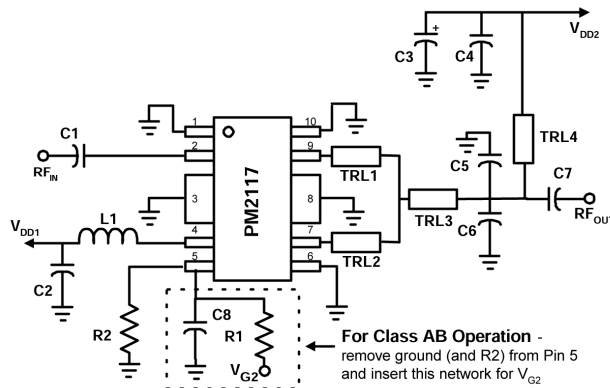 V_DD2
C3
+
C4
TRL4
C1
1
10
2
9
RF_IN
TRL1
C5
C7
3
PM2117
8
TRL3
RF_OUT
V_DD1
L1
4
7
TRL2
C6
C2
5
6
R2
C8
R1
V_G2
For Class AB Operation -
remove ground (and R2) from Pin 5
and insert this network for V_G2